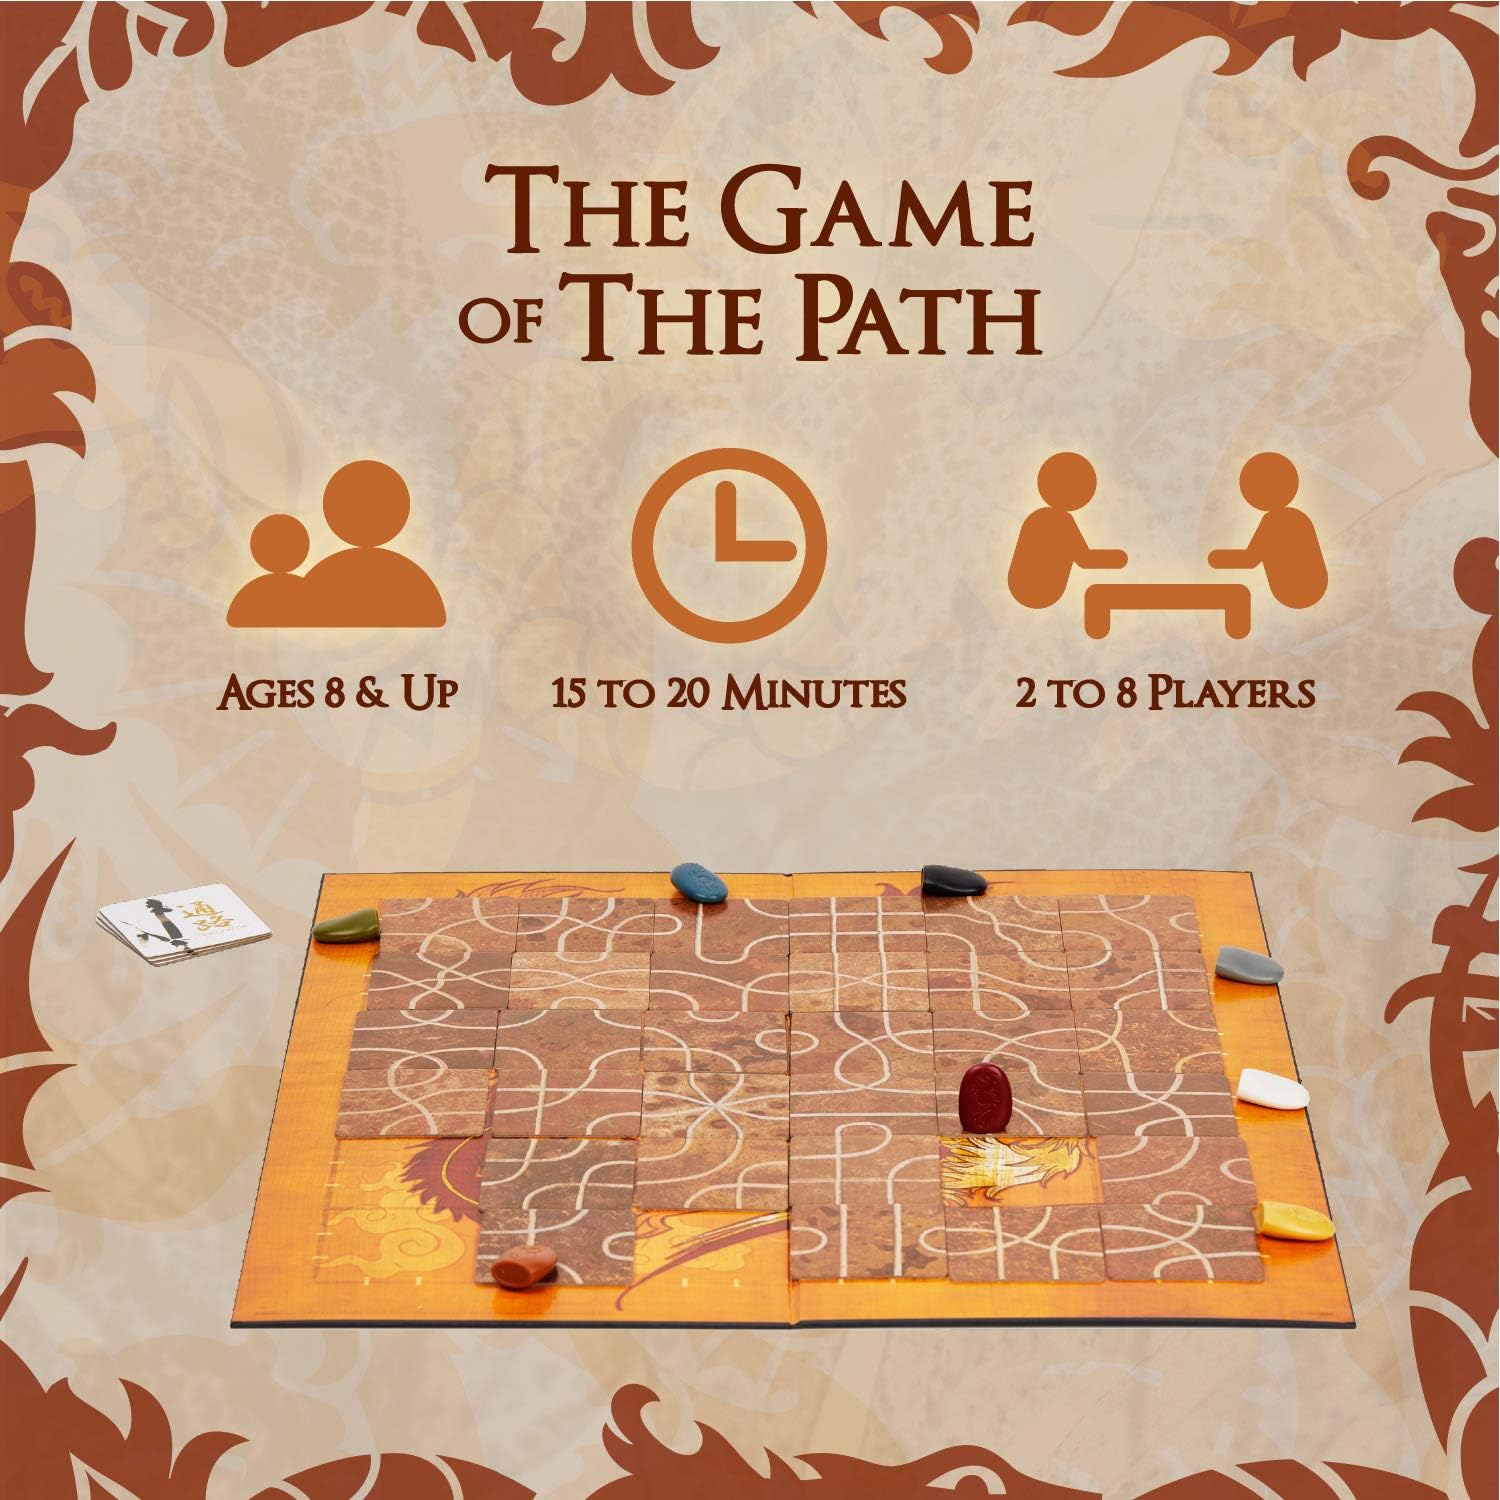 THE GAME
OF THE PATH
AGES 8 & UP
15 TO 20 MINUTES
2 TO 8 PLAYERS